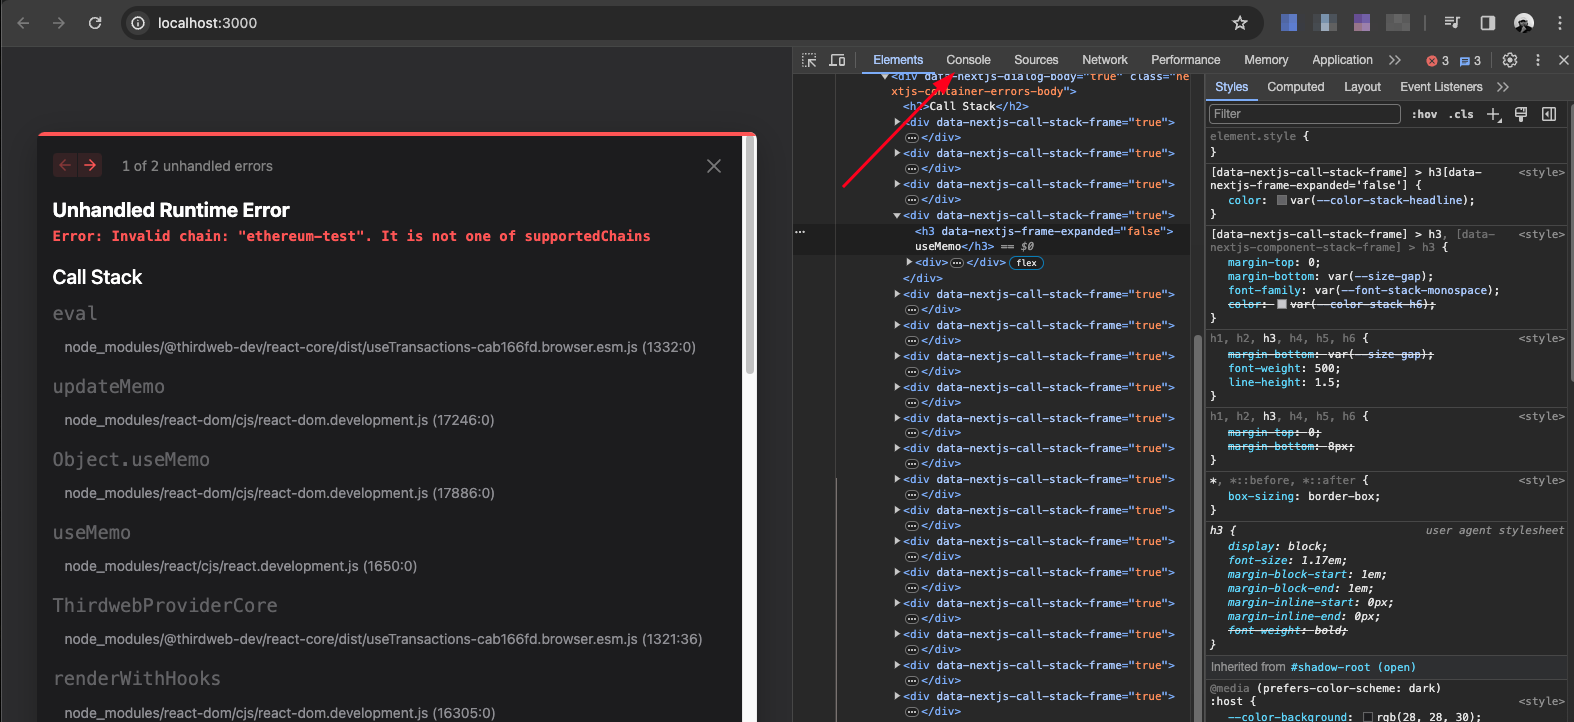 localhost:3000
Elements Console Sources Network Performance Memory Application 3 3
1 of 2 unhandled errors
Unhandled Runtime Error
Error: Invalid chain: "ethereum-test". It is not one of supportedChains
Call Stack
eval
node_modules/@thirdweb-dev/react-core/dist/useTransactions-cab166fd.browser.esm.js (1332:0)
updateMemo
node_modules/react-dom/cjs/react-dom.development.js (17246:0)
Object.useMemo
node_modules/react-dom/cjs/react-dom.development.js (17886:0)
useMemo
node_modules/react/cjs/react.development.js (1650:0)
ThirdwebProviderCore
node_modules/@thirdweb-dev/react-core/dist/useTransactions-cab166fd.browser.esm.js (1321:36)
renderWithHooks
node_modules/react-dom/cjs/react-dom.development.js (16305:0)
<div data-nextjs-dialog-body="true" class="ne
xtjs-container-errors-body">
<h2>Call Stack</h2>
<div data-nextjs-call-stack-frame="true">
… </div>
<div data-nextjs-call-stack-frame="true">
… </div>
<div data-nextjs-call-stack-frame="true">
… </div>
<div data-nextjs-call-stack-frame="true">
<h3 data-nextjs-frame-expanded="false">
useMemo</h3> == $0
<div> … </div> flex
</div>
<div data-nextjs-call-stack-frame="true">
… </div>
<div data-nextjs-call-stack-frame="true">
… </div>
<div data-nextjs-call-stack-frame="true">
… </div>
<div data-nextjs-call-stack-frame="true">
… </div>
<div data-nextjs-call-stack-frame="true">
… </div>
<div data-nextjs-call-stack-frame="true">
… </div>
<div data-nextjs-call-stack-frame="true">
… </div>
<div data-nextjs-call-stack-frame="true">
… </div>
<div data-nextjs-call-stack-frame="true">
… </div>
<div data-nextjs-call-stack-frame="true">
… </div>
<div data-nextjs-call-stack-frame="true">
… </div>
<div data-nextjs-call-stack-frame="true">
… </div>
<div data-nextjs-call-stack-frame="true">
… </div>
<div data-nextjs-call-stack-frame="true">
… </div>
Styles Computed Layout Event Listeners
Filter :hov .cls
element.style {
}
[data-nextjs-call-stack-frame] > h3[data- <style>
nextjs-frame-expanded='false'] {
color: var(--color-stack-headline);
}
[data-nextjs-call-stack-frame] > h3, [data- <style>
nextjs-component-stack-frame] > h3 {
margin-top: 0;
margin-bottom: var(--size-gap);
font-family: var(--font-stack-monospace);
color: var(--color-stack-h6);
}
h1, h2, h3, h4, h5, h6 { <style>
margin-bottom: var(--size-gap);
font-weight: 500;
line-height: 1.5;
}
h1, h2, h3, h4, h5, h6 { <style>
margin-top: 0;
margin-bottom: 8px;
}
*, *::before, *::after { <style>
box-sizing: border-box;
}
h3 { user agent stylesheet
display: block;
font-size: 1.17em;
margin-block-start: 1em;
margin-block-end: 1em;
margin-inline-start: 0px;
margin-inline-end: 0px;
font-weight: bold;
}
Inherited from #shadow-root (open)
@media (prefers-color-scheme: dark)
:host { <style>
--color-background: rgb(28, 28, 30);